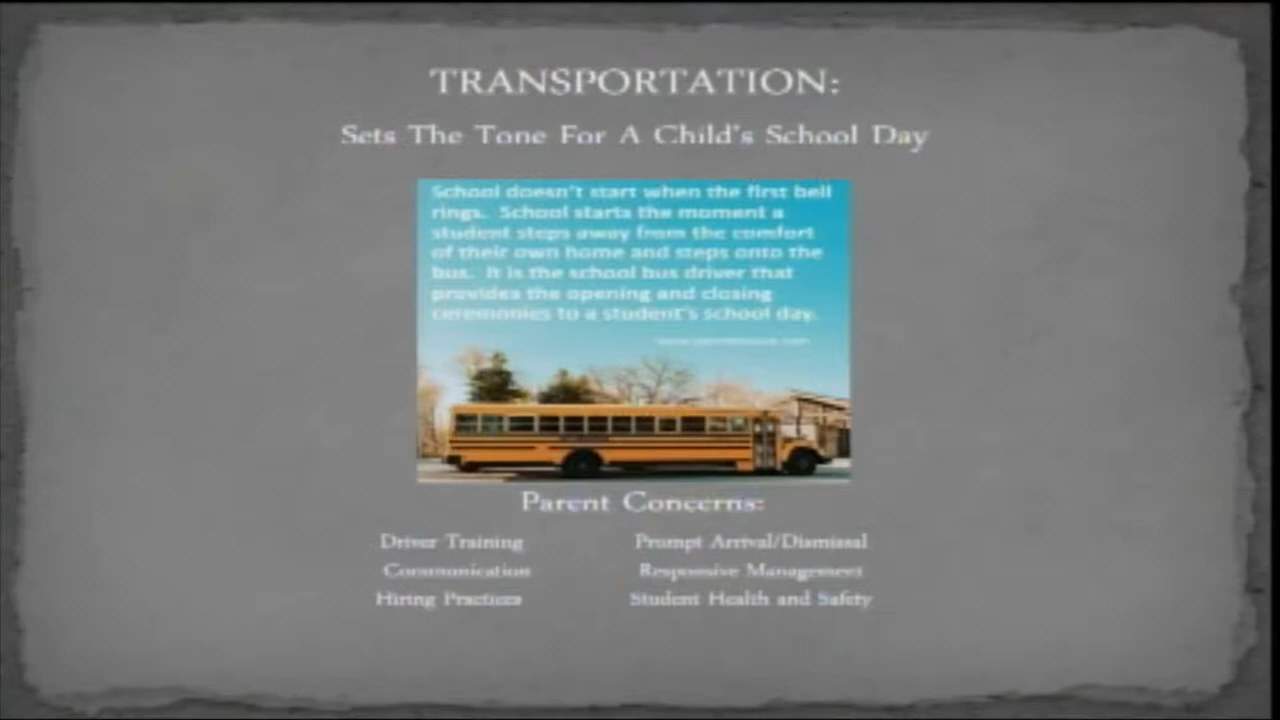 TRANSPORTATION:
Sets The Tone For A Child's School Day
School doesn't start when the first bell
rings. School starts the moment a
student steps away from the comfort
of their own home and steps onto the
bus. It is the school bus driver that
provides the opening and closing
ceremonies to a student's school day.
Parent Concerns:
Driver Training
Communication
Hiring Practices
Prompt Arrival/Dismissal
Responsive Management
Student Health and Safety